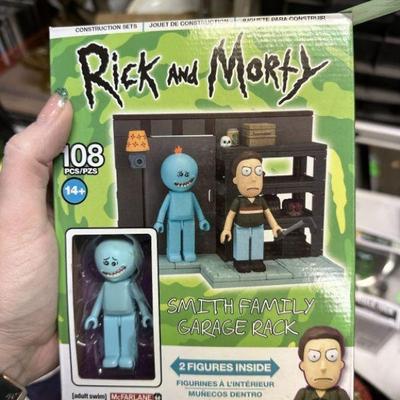 CONSTRUCTION SETS | JOUET DE CONSTRUCTION | JUGUETE PARA CONSTRUIR
Rick and Morty
108
PCS/PZS
14+
SMITH FAMILY
GARAGE RACK
2 FIGURES INSIDE
FIGURINES À L'INTÉRIEUR
MUÑECOS DENTRO
[adult swim] McFARLANE